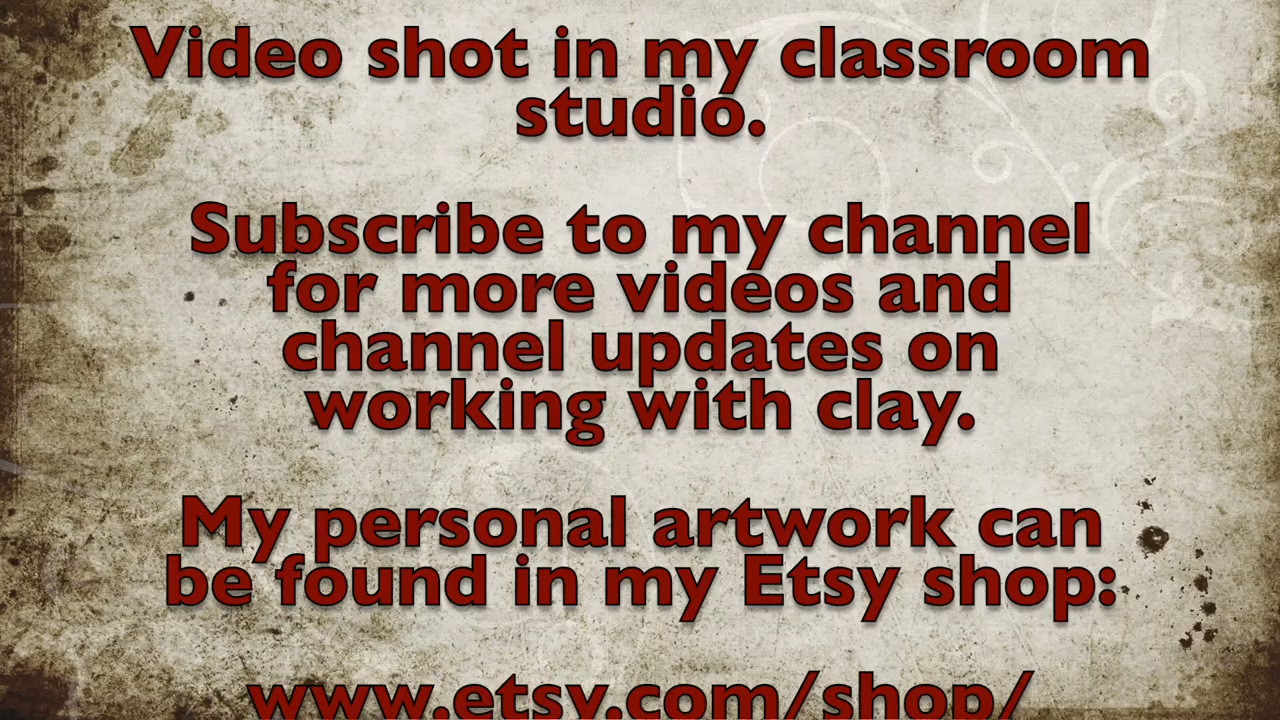 Video shot in my classroom
studio.
Subscribe to my channel
for more videos and
channel updates on
working with clay.
My personal artwork can
be found in my Etsy shop:
www.etsy.com/shop/